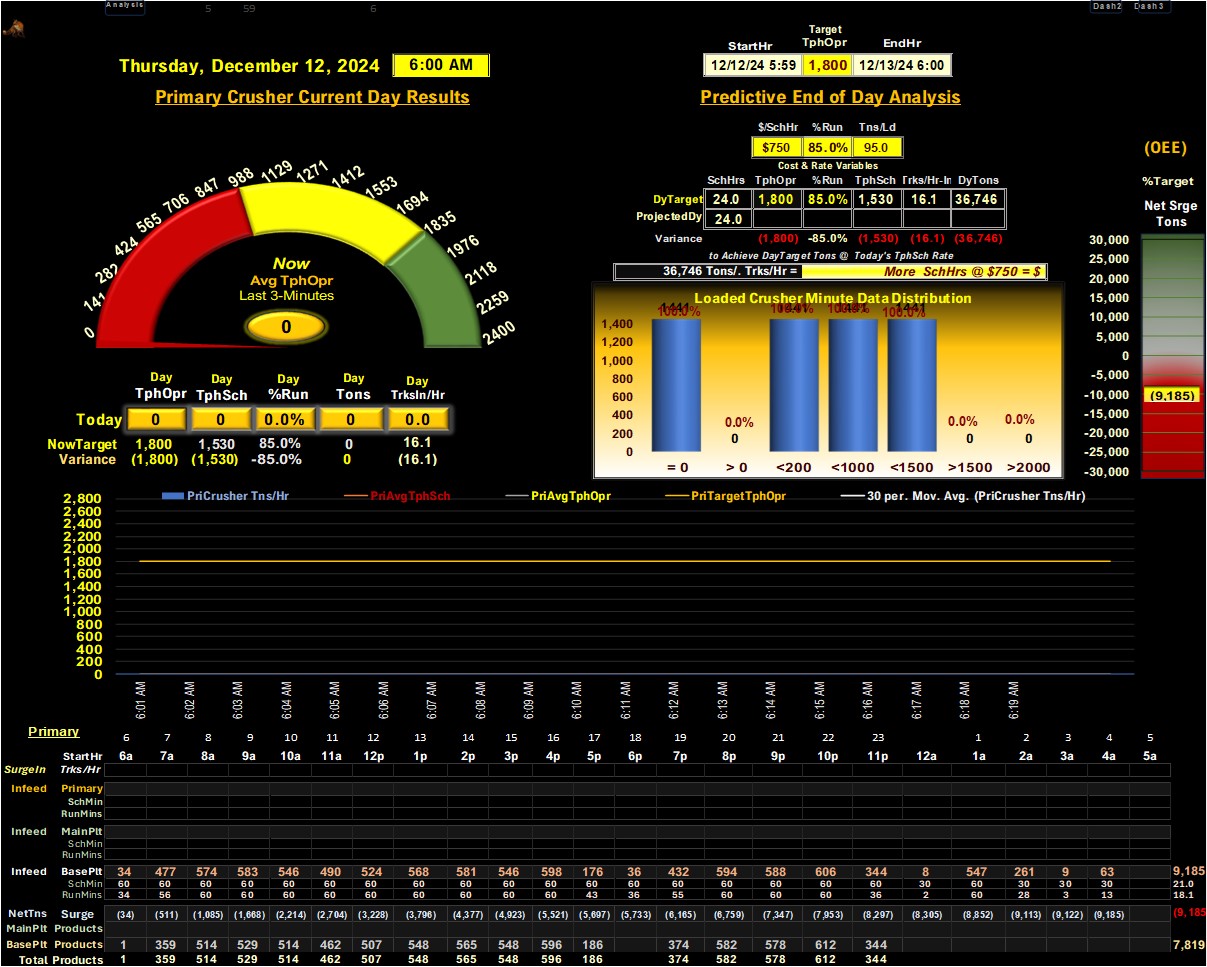 Analysis 5 59 6 Dash2 Dash3
Target
StartHr TphOpr EndHr
Thursday, December 12, 2024 6:00 AM 12/12/24 5:59 1,800 12/13/24 6:00
Primary Crusher Current Day Results Predictive End of Day Analysis
$/SchHr %Run Tns/Ld
$750 85.0% 95.0
(OEE)
Cost & Rate Variables
%Target
SchHrs TphOpr %Run TphSch Trks/Hr-In DyTons
DyTarget 24.0 1,800 85.0% 1,530 16.1 36,746
ProjectedDy 24.0
Variance (1,800) -85.0% (1,530) (16.1) (36,746)
to Achieve DayTarget Tons @ Today's TphSch Rate
36,746 Tons/. Trks/Hr = More SchHrs @ $750 = $
Net Srge
Tons
30,000
25,000
20,000
15,000
10,000
5,000
0
-5,000
-10,000
-15,000
-20,000
-25,000
-30,000
(9,185)
0 141 282 424 565 706 847 988 1129 1271 1412 1553 1694 1835 1976 2118 2259 2400
Now
Avg TphOpr
Last 3-Minutes
0
Loaded Crusher Minute Data Distribution
1441 1441 1441 1441
100.0% 100.0% 100.0% 100.0%
1,400
1,200
1,000
800
600
400
200
0
0.0% 0.0% 0.0%
0 0 0
= 0 > 0 <200 <1000 <1500 >1500 >2000
Day Day Day Day Day
TphOpr TphSch %Run Tons TrksIn/Hr
Today 0 0 0.0% 0 0.0
NowTarget 1,800 1,530 85.0% 0 16.1
Variance (1,800) (1,530) -85.0% 0 (16.1)
PriCrusher Tns/Hr PriAvgTphSch PriAvgTphOpr PriTargetTphOpr 30 per. Mov. Avg. (PriCrusher Tns/Hr)
2,800
2,600
2,400
2,200
2,000
1,800
1,600
1,400
1,200
1,000
800
600
400
200
0
6:01 AM 6:02 AM 6:03 AM 6:04 AM 6:05 AM 6:06 AM 6:07 AM 6:08 AM 6:09 AM 6:10 AM 6:11 AM 6:12 AM 6:13 AM 6:14 AM 6:15 AM 6:16 AM 6:17 AM 6:18 AM 6:19 AM
Primary 6 7 8 9 10 11 12 13 14 15 16 17 18 19 20 21 22 23 1 2 3 4 5
StartHr 6a 7a 8a 9a 10a 11a 12p 1p 2p 3p 4p 5p 6p 7p 8p 9p 10p 11p 12a 1a 2a 3a 4a 5a
SurgeIn Trks/Hr
Infeed Primary
SchMin
RunMins
Infeed MainPlt
SchMin
RunMins
Infeed BasePlt 34 477 574 583 546 490 524 568 581 546 598 176 36 432 594 588 606 344 8 547 261 9 63 9,185
SchMin 60 60 60 60 60 60 60 60 60 60 60 60 60 60 60 60 60 60 30 60 30 30 30 21.0
RunMins 34 56 60 60 60 60 60 60 60 60 60 43 36 55 60 60 60 36 2 60 28 3 13 18.1
NetTns Surge (34) (511) (1,085) (1,668) (2,214) (2,704) (3,228) (3,796) (4,377) (4,923) (5,521) (5,697) (5,733) (6,165) (6,759) (7,347) (7,953) (8,297) (8,305) (8,852) (9,113) (9,122) (9,185) (9,185
MainPlt Products
BasePlt Products 1 359 514 529 514 462 507 548 565 548 596 186 374 582 578 612 344 7,819
Total Products 1 359 514 529 514 462 507 548 565 548 596 186 374 582 578 612 344